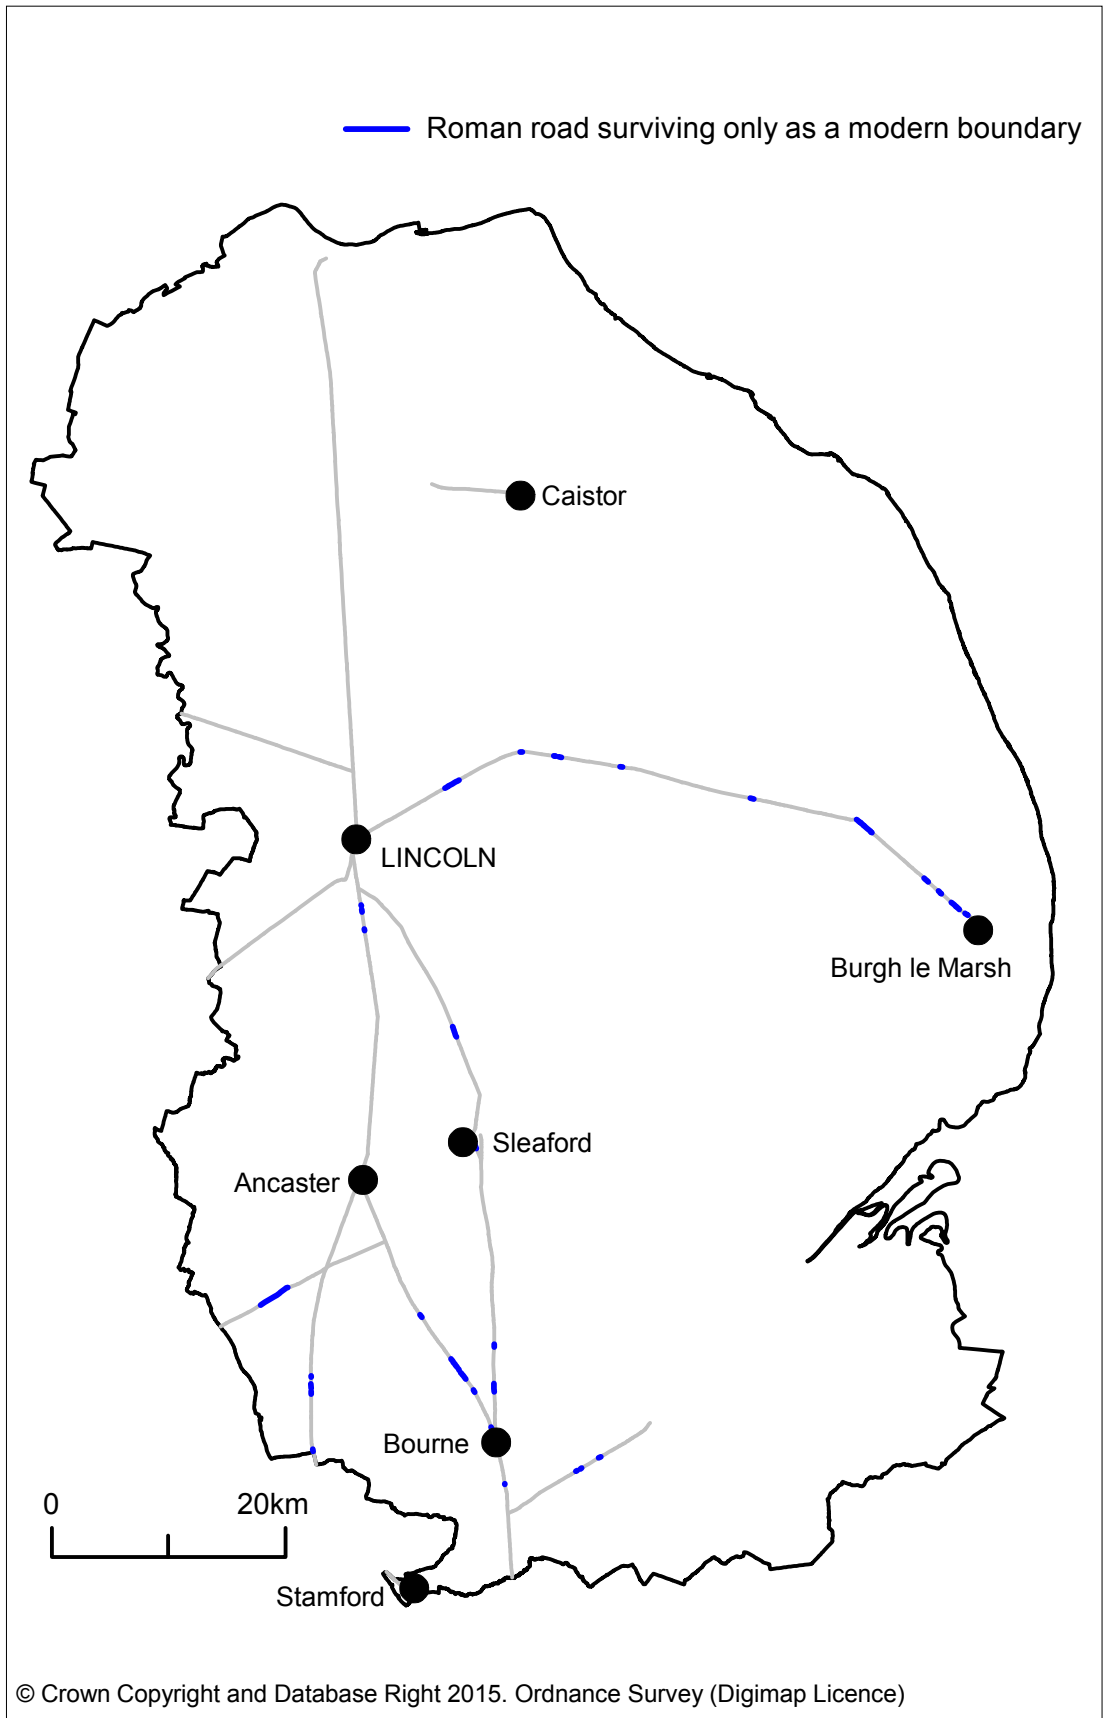 Roman road surviving only as a modern boundary
Caistor
LINCOLN
Burgh le Marsh
Sleaford
Ancaster
Bourne
0 20km
Stamford
© Crown Copyright and Database Right 2015. Ordnance Survey (Digimap Licence)